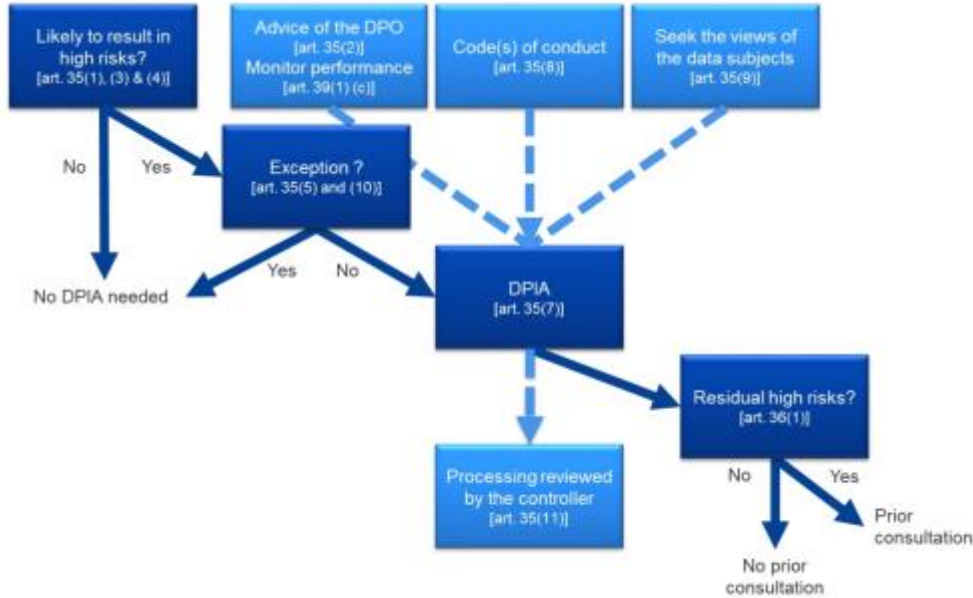 Likely to result in
high risks?
[art. 35(1), (3) & (4)]
Advice of the DPO
[art. 35(2)]
Monitor performance
[art. 39(1) (c)]
Code(s) of conduct
[art. 35(8)]
Seek the views of
the data subjects
[art. 35(9)]
No
Yes
Exception ?
[art. 35(5) and (10)]
Yes
No
No DPIA needed
DPIA
[art. 35(7)]
Residual high risks?
[art. 36(1)]
Processing reviewed
by the controller
[art. 35(11)]
No
Yes
Prior
consultation
No prior
consultation